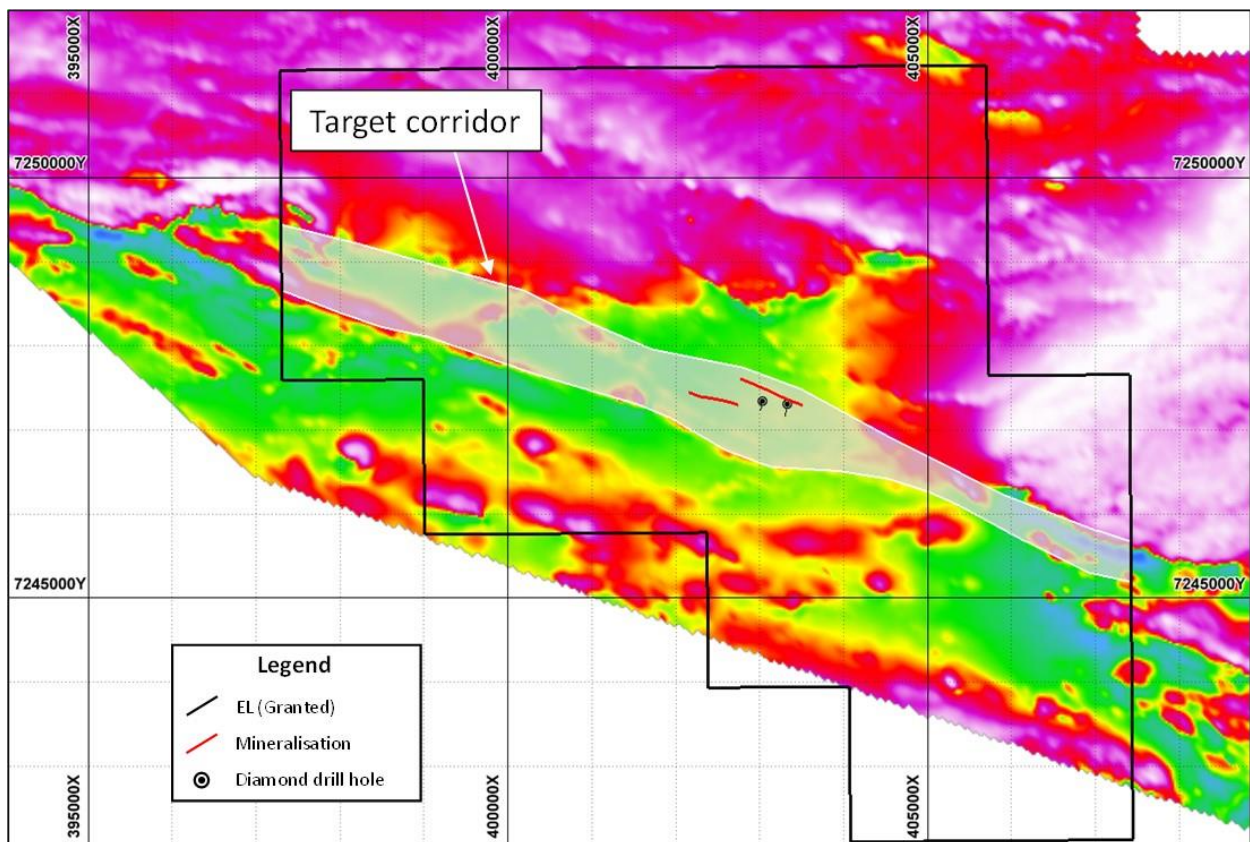 395000X
400000X
405000X
Target corridor
7250000Y
7250000Y
7245000Y
7245000Y
Legend
EL (Granted)
Mineralisation
Diamond drill hole
395000X
400000X
405000X